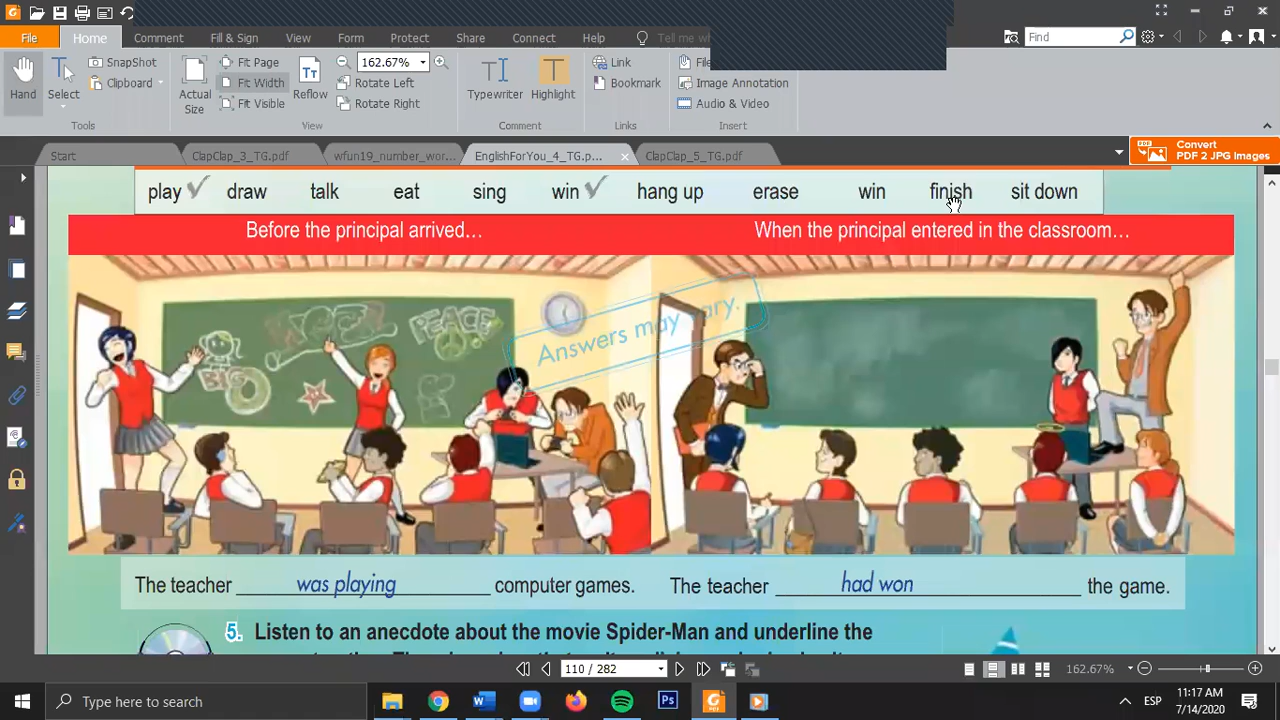 File Home Comment Fill & Sign View Form Protect Share Connect Help Tell me Find
Hand Select SnapShot Clipboard Actual Size Fit Page Fit Width Fit Visible Reflow 162.67% Rotate Left Rotate Right Typewriter Highlight Link Bookmark Image Annotation Audio & Video
Tools View Comment Links Insert
Start ClapClap_3_TG.pdf wfun19_number_wor... EnglishForYou_4_TG.p... ClapClap_5_TG.pdf
Convert
PDF 2 JPG Images
play draw talk eat sing win hang up erase win finish sit down
Before the principal arrived… When the principal entered in the classroom…
PEACE
BIG
Answers may vary.
The teacher was playing computer games. The teacher had won the game.
5. Listen to an anecdote about the movie Spider-Man and underline the
110 / 282 162.67%
Type here to search W Ps ESP 11:17 AM
7/14/2020